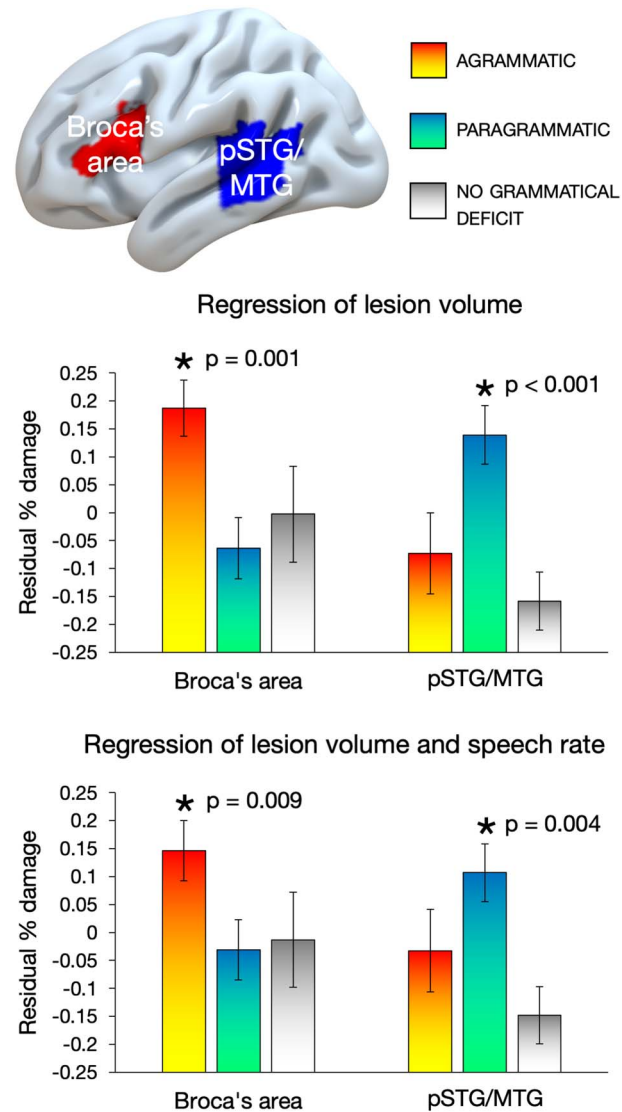 Broca's
area
pSTG/
MTG
AGRAMMATIC
PARAGRAMMATIC
NO GRAMMATICAL
DEFICIT
Regression of lesion volume
Residual % damage
0.25
0.2
0.15
0.1
0.05
0
-0.05
-0.1
-0.15
-0.2
-0.25
* p = 0.001
* p < 0.001
Broca's area
pSTG/MTG
Regression of lesion volume and speech rate
Residual % damage
0.25
0.2
0.15
0.1
0.05
0
-0.05
-0.1
-0.15
-0.2
-0.25
* p = 0.009
* p = 0.004
Broca's area
pSTG/MTG